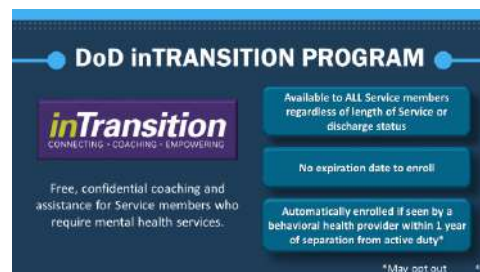 DoD inTRANSITION PROGRAM
inTransition
CONNECTING • COACHING • EMPOWERING
Free, confidential coaching and
assistance for Service members who
require mental health services.
Available to ALL Service members
regardless of length of Service or
discharge status
No expiration date to enroll
Automatically enrolled if seen by a
behavioral health provider within 1 year
of separation from active duty*
*May opt out